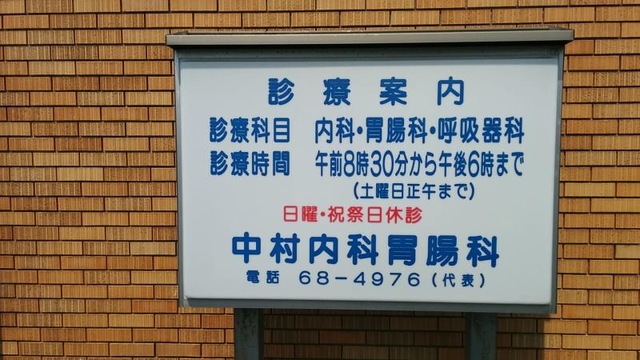 診療案内
診療科目 内科・胃腸科・呼吸器科
診療時間 午前8時30分から午後6時まで
(土曜日正午まで)
日曜・祝祭日休診
中村内科胃腸科
電話 68-4976(代表)